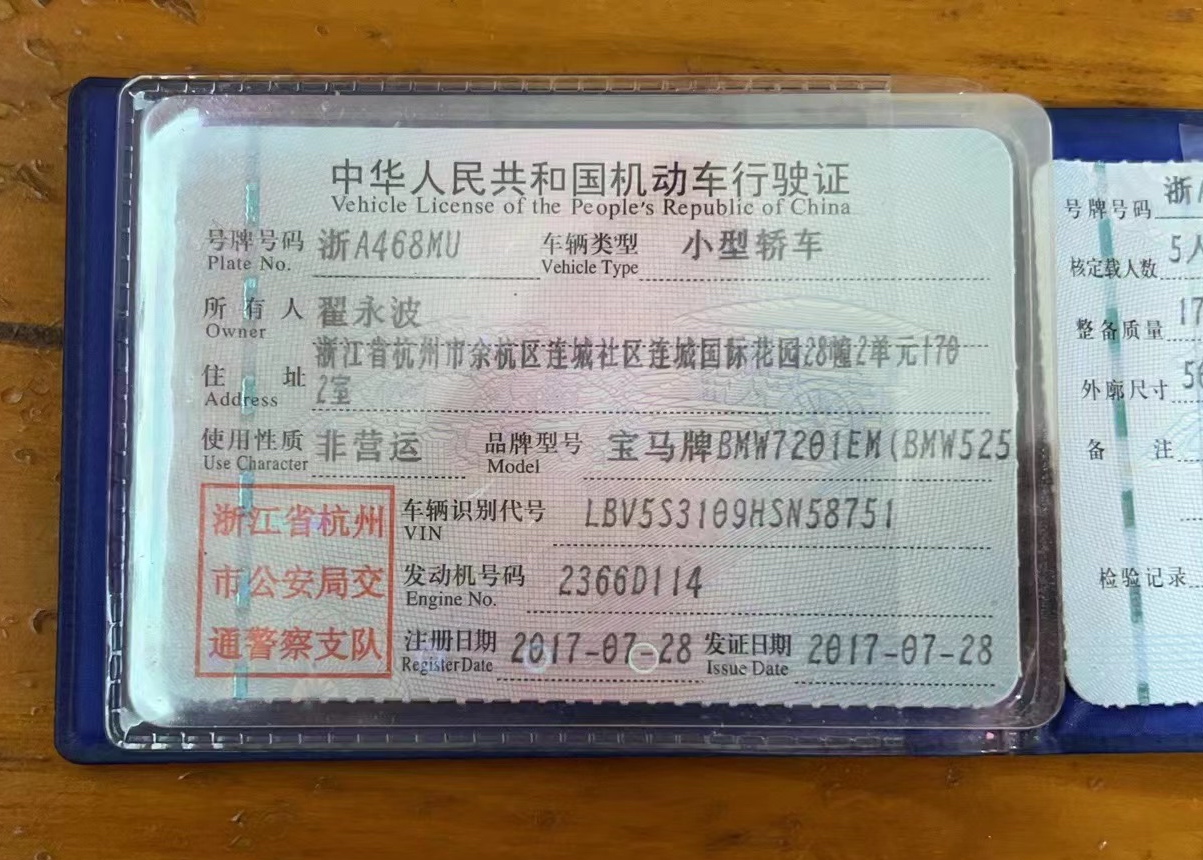 中华人民共和国机动车行驶证
Vehicle License of the People's Republic of China
号牌号码 浙A468MU 车辆类型 小型轿车
Plate No. Vehicle Type
所有人 翟永波
Owner
浙江省杭州市余杭区连城社区连城国际花园28幢2单元170
住址 2室
Address
使用性质 非营运 品牌型号 宝马牌BMW7201EM(BMW525
Use Character Model
浙江省杭州
市公安局交
通警察支队
车辆识别代号 LBV5S3109HSN58751
VIN
发动机号码 2366D114
Engine No.
注册日期 2017-07-28 发证日期 2017-07-28
Register Date Issue Date
号牌号码 浙
核定载人数 5人
整备质量 17
外廓尺寸 50
备注
检验记录